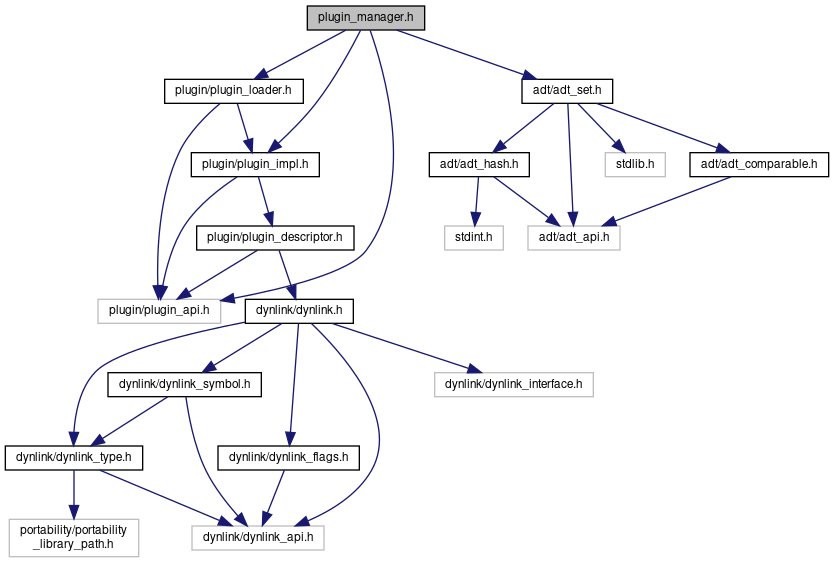 plugin_manager.h
plugin/plugin_loader.h
adt/adt_set.h
plugin/plugin_impl.h
adt/adt_hash.h
stdlib.h
adt/adt_comparable.h
plugin/plugin_descriptor.h
stdint.h
adt/adt_api.h
plugin/plugin_api.h
dynlink/dynlink.h
dynlink/dynlink_symbol.h
dynlink/dynlink_interface.h
dynlink/dynlink_type.h
dynlink/dynlink_flags.h
portability/portability
_library_path.h
dynlink/dynlink_api.h